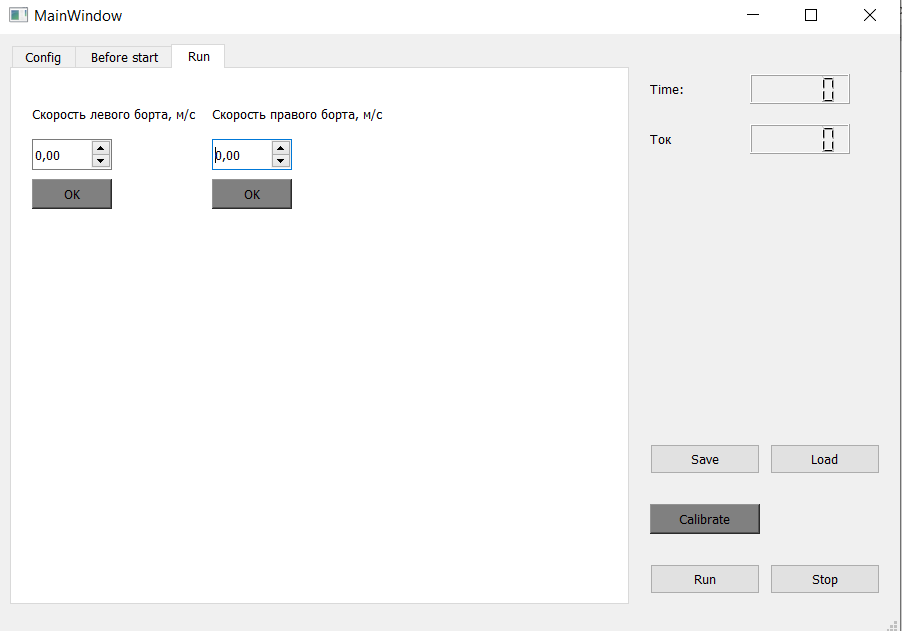 MainWindow
Config Before start Run
Скорость левого борта, м/с Скорость правого борта, м/с
0,00 0,00
OK OK
Time: 0
Ток 0
Save Load
Calibrate
Run Stop